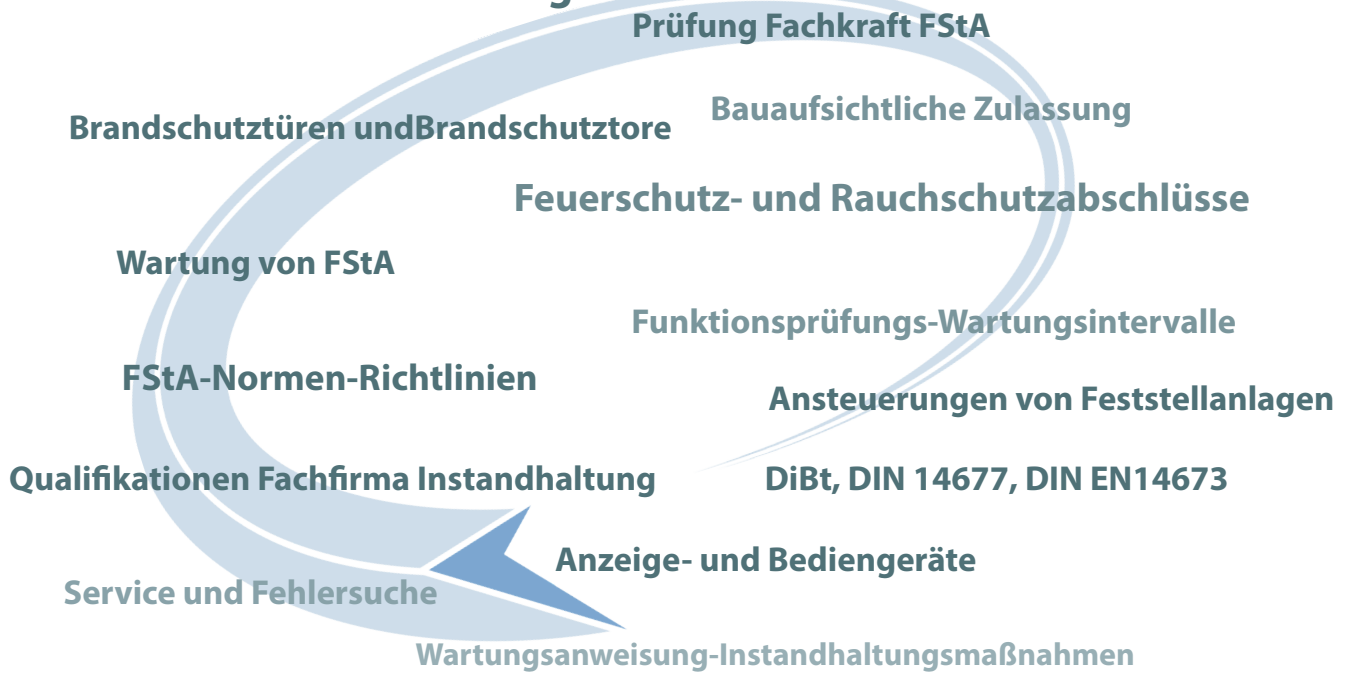 Prüfung Fachkraft FStA
Bauaufsichtliche Zulassung
Brandschutztüren undBrandschutztore
Feuerschutz- und Rauchschutzabschlüsse
Wartung von FStA
Funktionsprüfungs-Wartungsintervalle
FStA-Normen-Richtlinien
Ansteuerungen von Feststellanlagen
Qualifikationen Fachfirma Instandhaltung
DiBt, DIN 14677, DIN EN14673
Anzeige- und Bediengeräte
Service und Fehlersuche
Wartungsanweisung-Instandhaltungsmaßnahmen